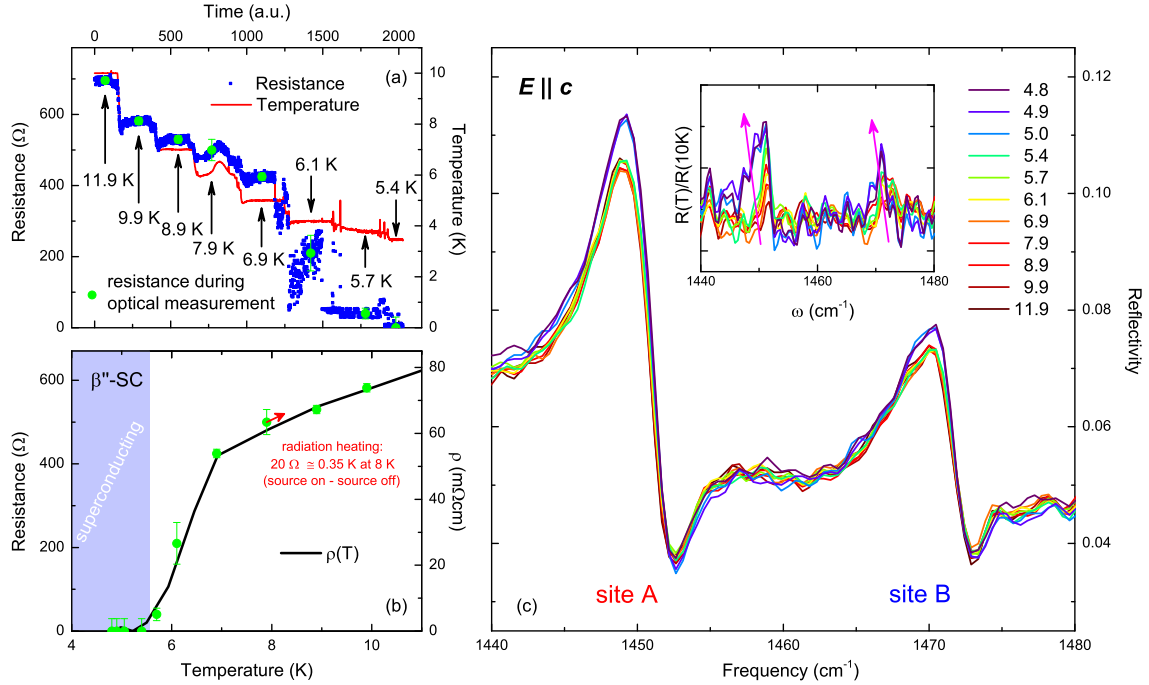 Time (a.u.)
0 500 1000 1500 2000
(a)
Resistance
Temperature
Resistance (Ω)
600
400
200
0
Temperature (K)
10
8
6
4
2
0
11.9 K
9.9 K
8.9 K
7.9 K
6.9 K
6.1 K
5.7 K
5.4 K
resistance during
optical measurement
β"-SC
superconducting
Resistance (Ω)
600
400
200
0
ρ (mΩcm)
80
60
40
20
0
radiation heating:
20 Ω ≅ 0.35 K at 8 K
(source on - source off)
ρ(T)
(b)
4 6 8 10
Temperature (K)
E || c
R(T)/R(10K)
1440 1460 1480
ω (cm-1)
4.8
4.9
5.0
5.4
5.7
6.1
6.9
7.9
8.9
9.9
11.9
Reflectivity
0.12
0.10
0.08
0.06
0.04
site A
site B
(c)
1440 1450 1460 1470 1480
Frequency (cm-1)